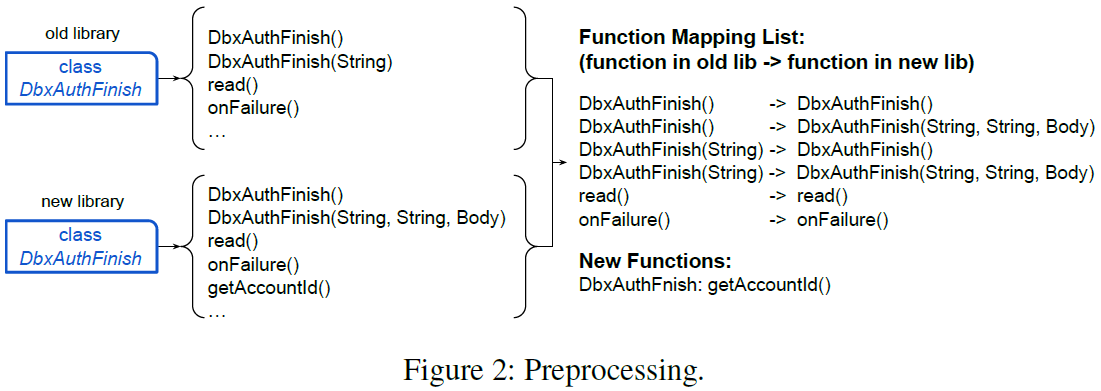 old library
class
DbxAuthFinish
DbxAuthFinish()
DbxAuthFinish(String)
read()
onFailure()
…
new library
class
DbxAuthFinish
DbxAuthFinish()
DbxAuthFinish(String, String, Body)
read()
onFailure()
getAccountId()
…
Function Mapping List:
(function in old lib -> function in new lib)
DbxAuthFinish() -> DbxAuthFinish()
DbxAuthFinish() -> DbxAuthFinish(String, String, Body)
DbxAuthFinish(String) -> DbxAuthFinish()
DbxAuthFinish(String) -> DbxAuthFinish(String, String, Body)
read() -> read()
onFailure() -> onFailure()
New Functions:
DbxAuthFnish: getAccountId()
Figure 2: Preprocessing.